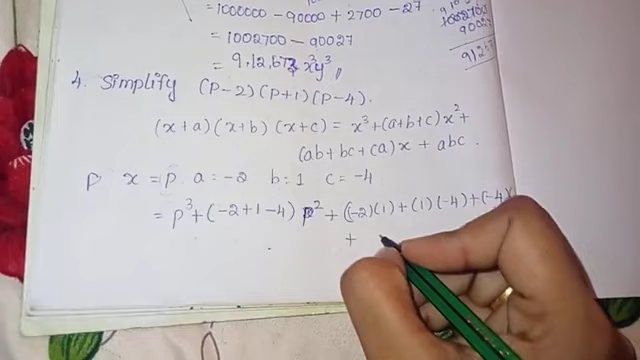 = 1000000 - 90000 + 2700 - 27
= 1002700 - 90027
= 9,12,673 x³y³ //
4. Simplify (P-2)(P+1)(P-4).
(x+a)(x+b)(x+c) = x³+(a+b+c)x²+
(ab+bc+ca)x + abc.
P x = P a = -2 b = 1 c = -4
= P³+(-2+1-4) P² + (-2)(1)+(1)(-4)+(-4)
+